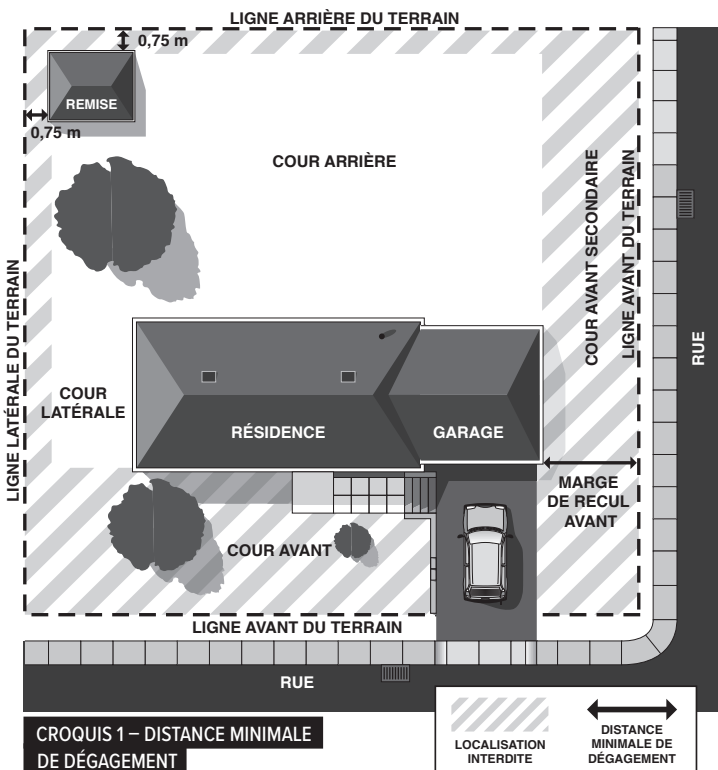 LIGNE ARRIÈRE DU TERRAIN
0,75 m
REMISE
0,75 m
COUR ARRIÈRE
COUR AVANT SECONDAIRE
LIGNE AVANT DU TERRAIN
RUE
LIGNE LATÉRALE DU TERRAIN
COUR
LATÉRALE
RÉSIDENCE
GARAGE
MARGE
DE RECUL
AVANT
COUR AVANT
LIGNE AVANT DU TERRAIN
RUE
CROQUIS 1 – DISTANCE MINIMALE
DE DÉGAGEMENT
LOCALISATION
INTERDITE
DISTANCE
MINIMALE DE
DÉGAGEMENT